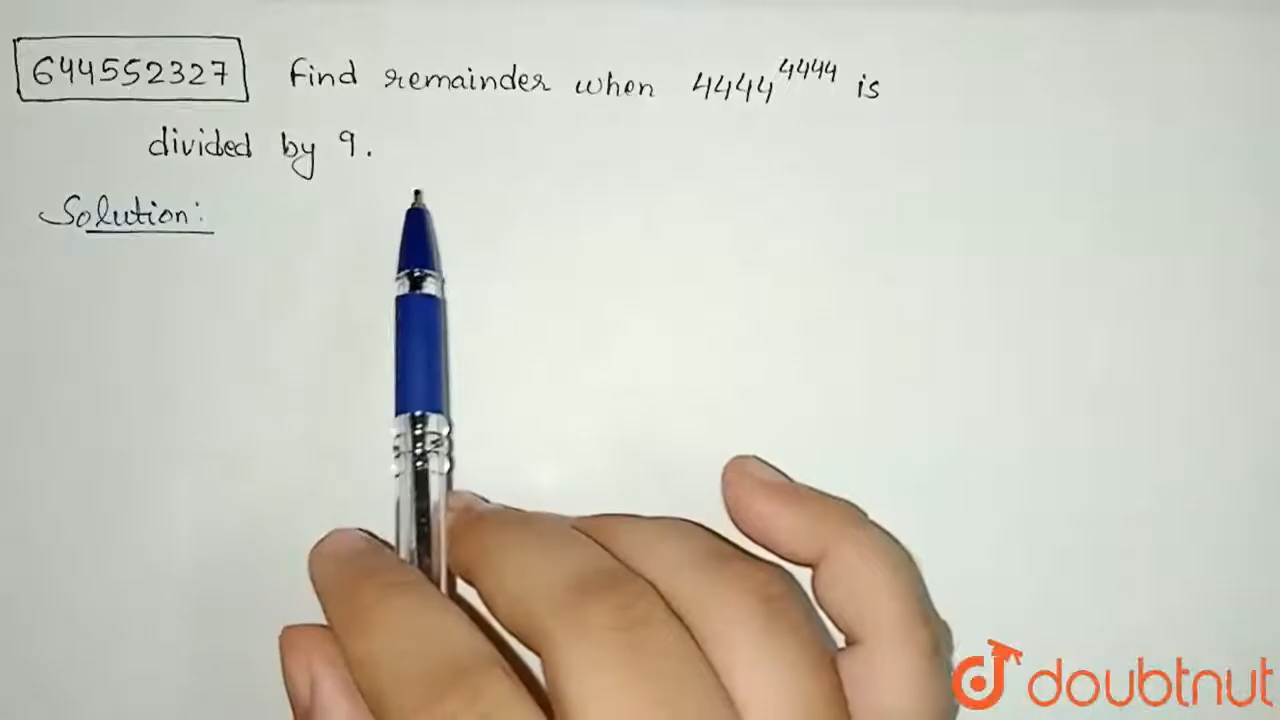 644552327 Find remainder when 4444^4444 is
divided by 9.
Solution:
doubtnut